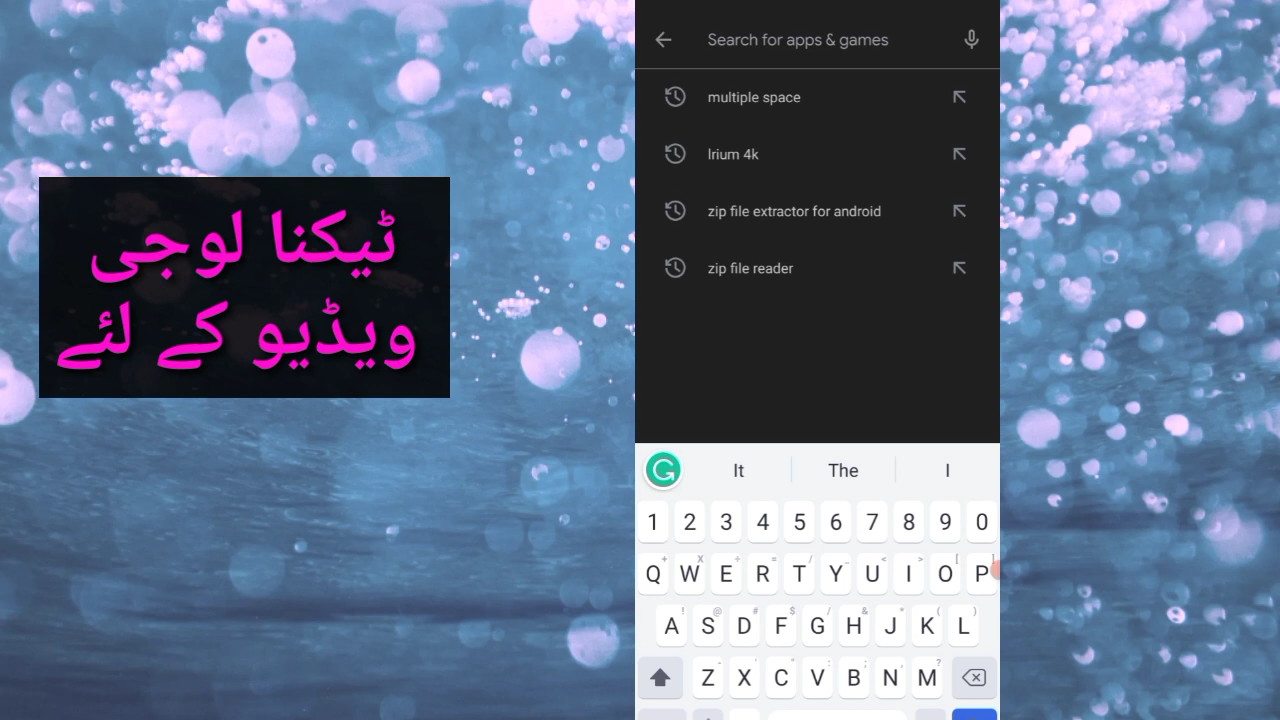 ٹیکنا لوجی
ویڈیو کے لئے
Search for apps & games
multiple space
Irium 4k
zip file extractor for android
zip file reader
It The I
1 2 3 4 5 6 7 8 9 0
Q W E R T Y U I O P
A S D F G H J K L
Z X C V B N M